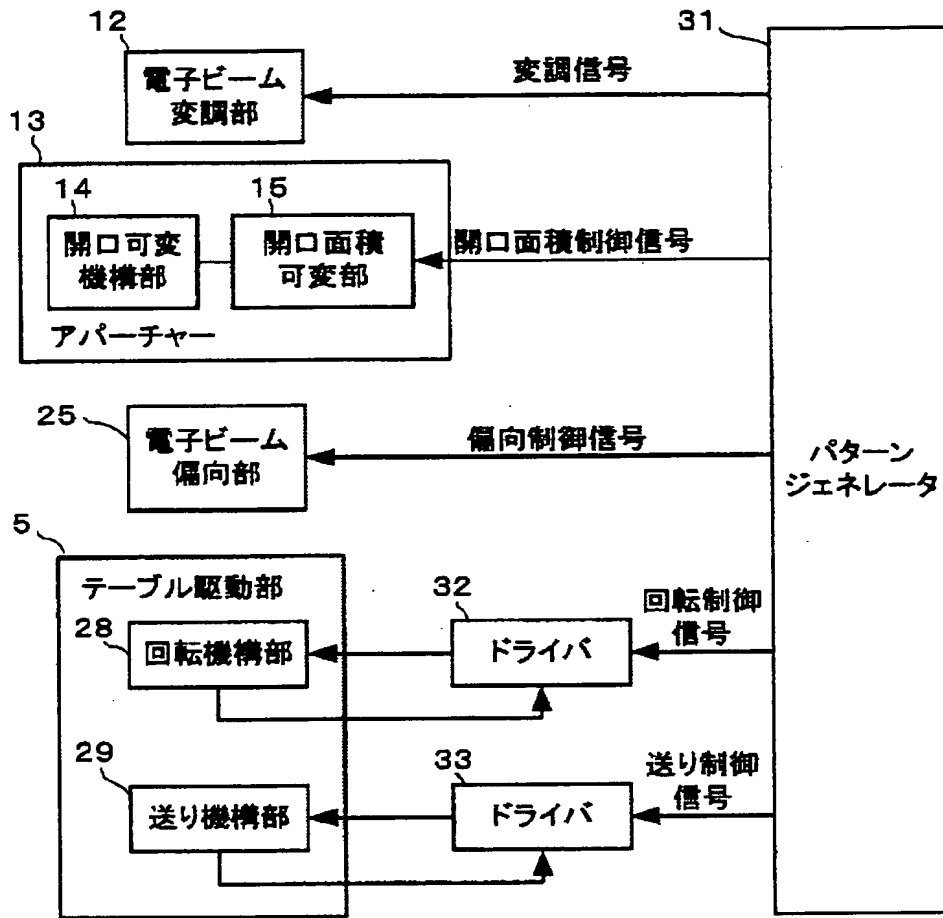 12
31
電子ビーム
変調部
変調信号
13
14
15
開口可変
機構部
開口面積
可変部
開口面積制御信号
アパーチャー
25
電子ビーム
偏向部
偏向制御信号
パターン
ジェネレータ
5
テーブル駆動部
28
回転機構部
32
ドライバ
回転制御
信号
29
送り機構部
33
ドライバ
送り制御
信号